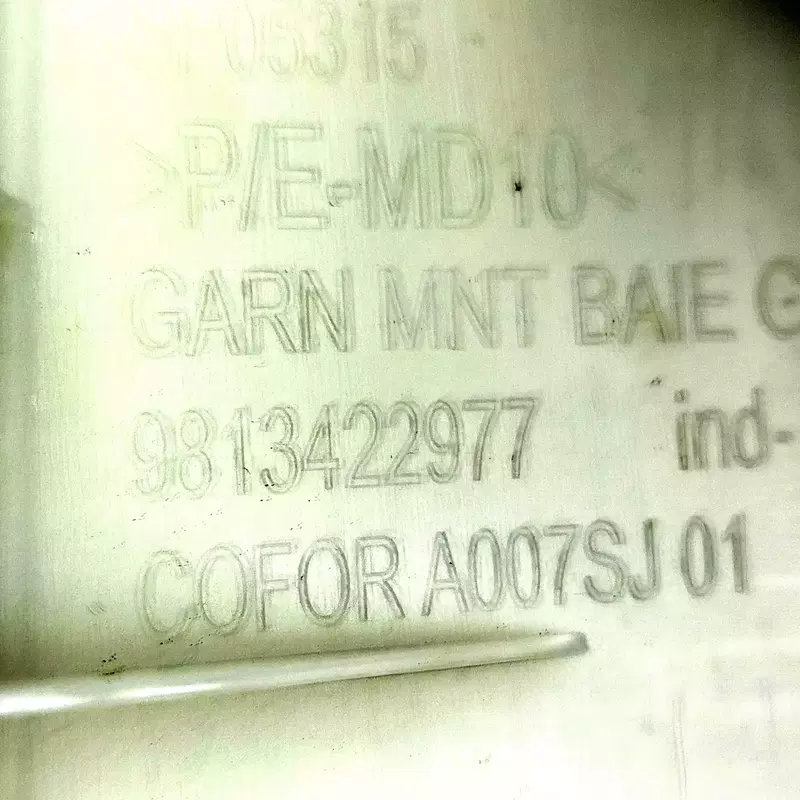 05315
>P/E-MD10<
GARN MNT BAIE G
9813422977 ind-
COFOR A007SJ 01